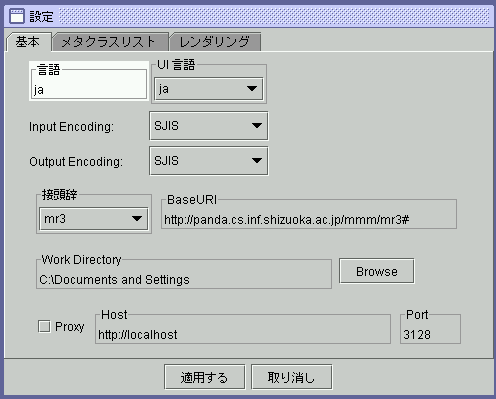 設定
基本 メタクラスリスト レンダリング
言語 UI 言語
ja ja
Input Encoding: SJIS
Output Encoding: SJIS
接頭辞 BaseURI
mr3 http://panda.cs.inf.shizuoka.ac.jp/mmm/mr3#
Work Directory
C:\Documents and Settings Browse
Host Port
Proxy http://localhost 3128
適用する 取り消し